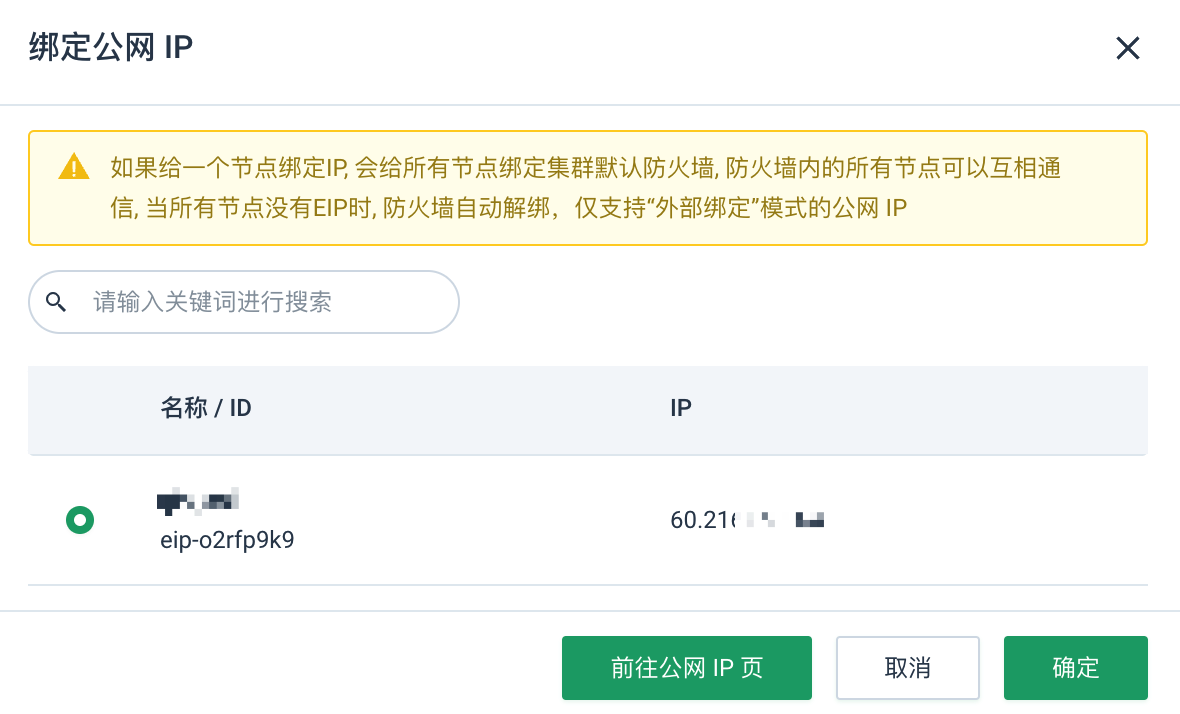 绑定公网 IP
如果给一个节点绑定IP, 会给所有节点绑定集群默认防火墙, 防火墙内的所有节点可以互相通
信, 当所有节点没有EIP时, 防火墙自动解绑，仅支持“外部绑定”模式的公网 IP
请输入关键词进行搜索
名称 / ID IP
eip-o2rfp9k9
60.216
前往公网 IP 页 取消 确定